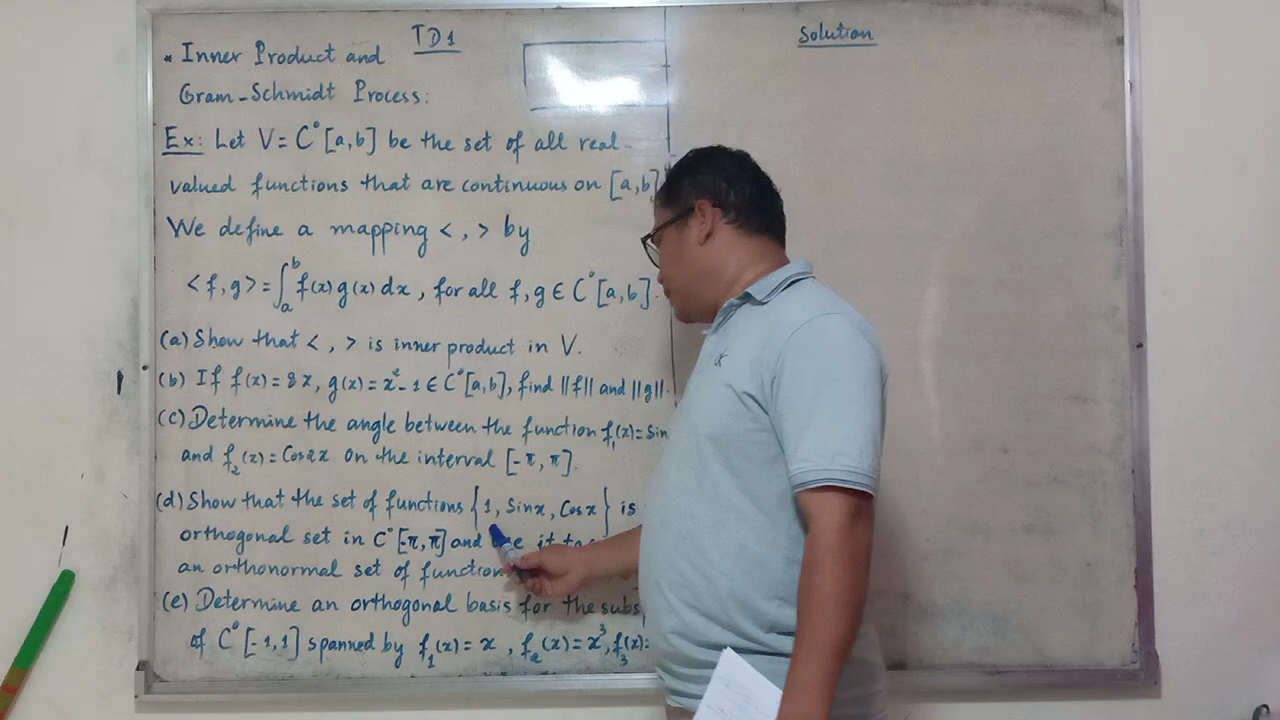 TD1
* Inner Product and
Gram-Schmidt Process:
Ex: Let V = C°[a,b] be the set of all real-
valued functions that are continuous on [a,b]
We define a mapping < , > by
<f,g> = ∫ₐᵇ f(x) g(x) dx, for all f, g ∈ C°[a,b].
(a) Show that < , > is inner product in V.
(b) If f(x) = 8x, g(x) = x² - 1 ∈ C°[a,b], find ||f|| and ||g||.
(c) Determine the angle between the function f₁(x) = Sin
and f₂(x) = Cos2x on the interval [-π, π].
(d) Show that the set of functions {1, Sinx, Cosx} is
orthogonal set in C°[-π, π] and it to
an orthonormal set of function
(e) Determine an orthogonal basis for the subs
of C°[-1,1] spanned by f₁(x) = x, f₂(x) = x³, f₃(x) =
Solution